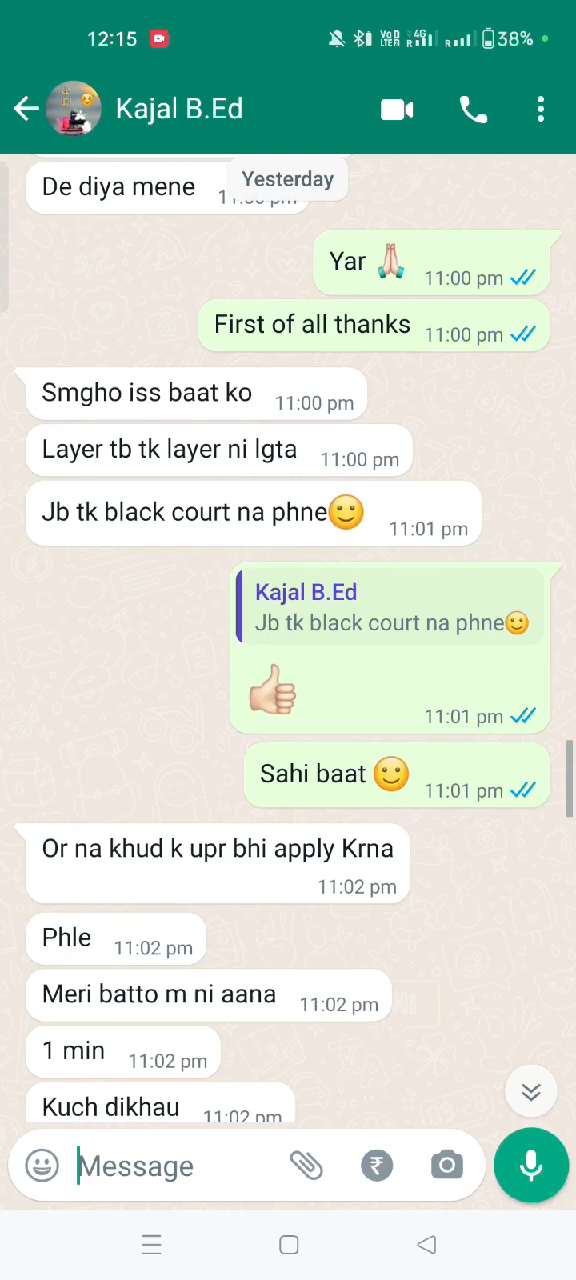 12:15
38%
Kajal B.Ed
Yesterday
De diya mene
Yar 🙏🏻 11:00 pm
First of all thanks 11:00 pm
Smgho iss baat ko 11:00 pm
Layer tb tk layer ni lgta 11:00 pm
Jb tk black court na phne🙂 11:01 pm
Kajal B.Ed
Jb tk black court na phne🙂
👍🏻 11:01 pm
Sahi baat 🙂 11:01 pm
Or na khud k upr bhi apply Krna
11:02 pm
Phle 11:02 pm
Meri batto m ni aana 11:02 pm
1 min 11:02 pm
Kuch dikhau 11:02 pm
Message